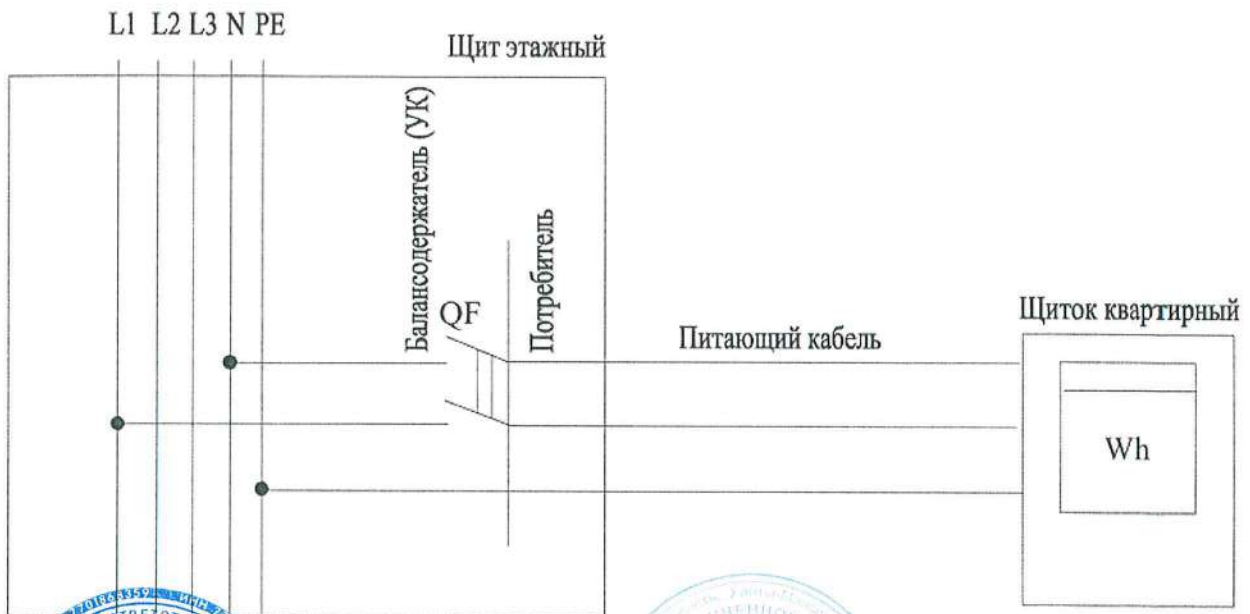 L1 L2 L3 N PE
Щит этажный
Балансодержатель (УК)
QF
Потребитель
Питающий кабель
Щиток квартирный
Wh